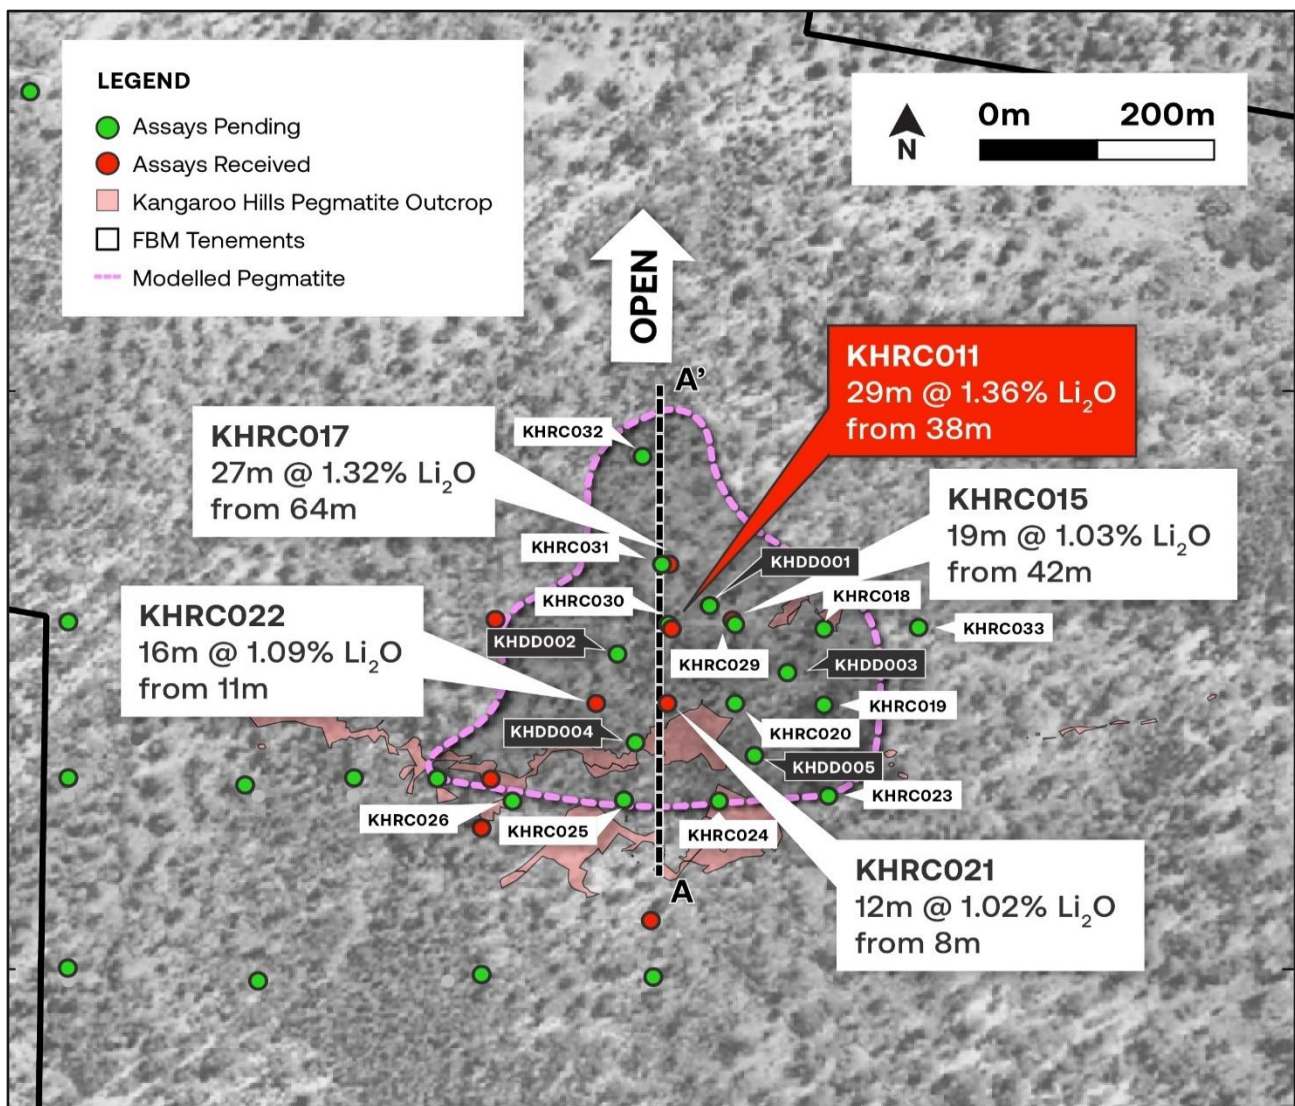 LEGEND
Assays Pending
Assays Received
Kangaroo Hills Pegmatite Outcrop
FBM Tenements
Modelled Pegmatite
0m 200m
N
OPEN
A’
KHRC011
29m @ 1.36% Li₂O
from 38m
KHRC017
27m @ 1.32% Li₂O
from 64m
KHRC032
KHRC015
19m @ 1.03% Li₂O
from 42m
KHRC031
KHDD001
KHRC030
KHRC018
KHRC022
16m @ 1.09% Li₂O
from 11m
KHDD002
KHRC033
KHRC029
KHDD003
KHRC019
KHDD004
KHRC020
KHDD005
KHRC023
KHRC026
KHRC025
KHRC024
KHRC021
12m @ 1.02% Li₂O
from 8m
A